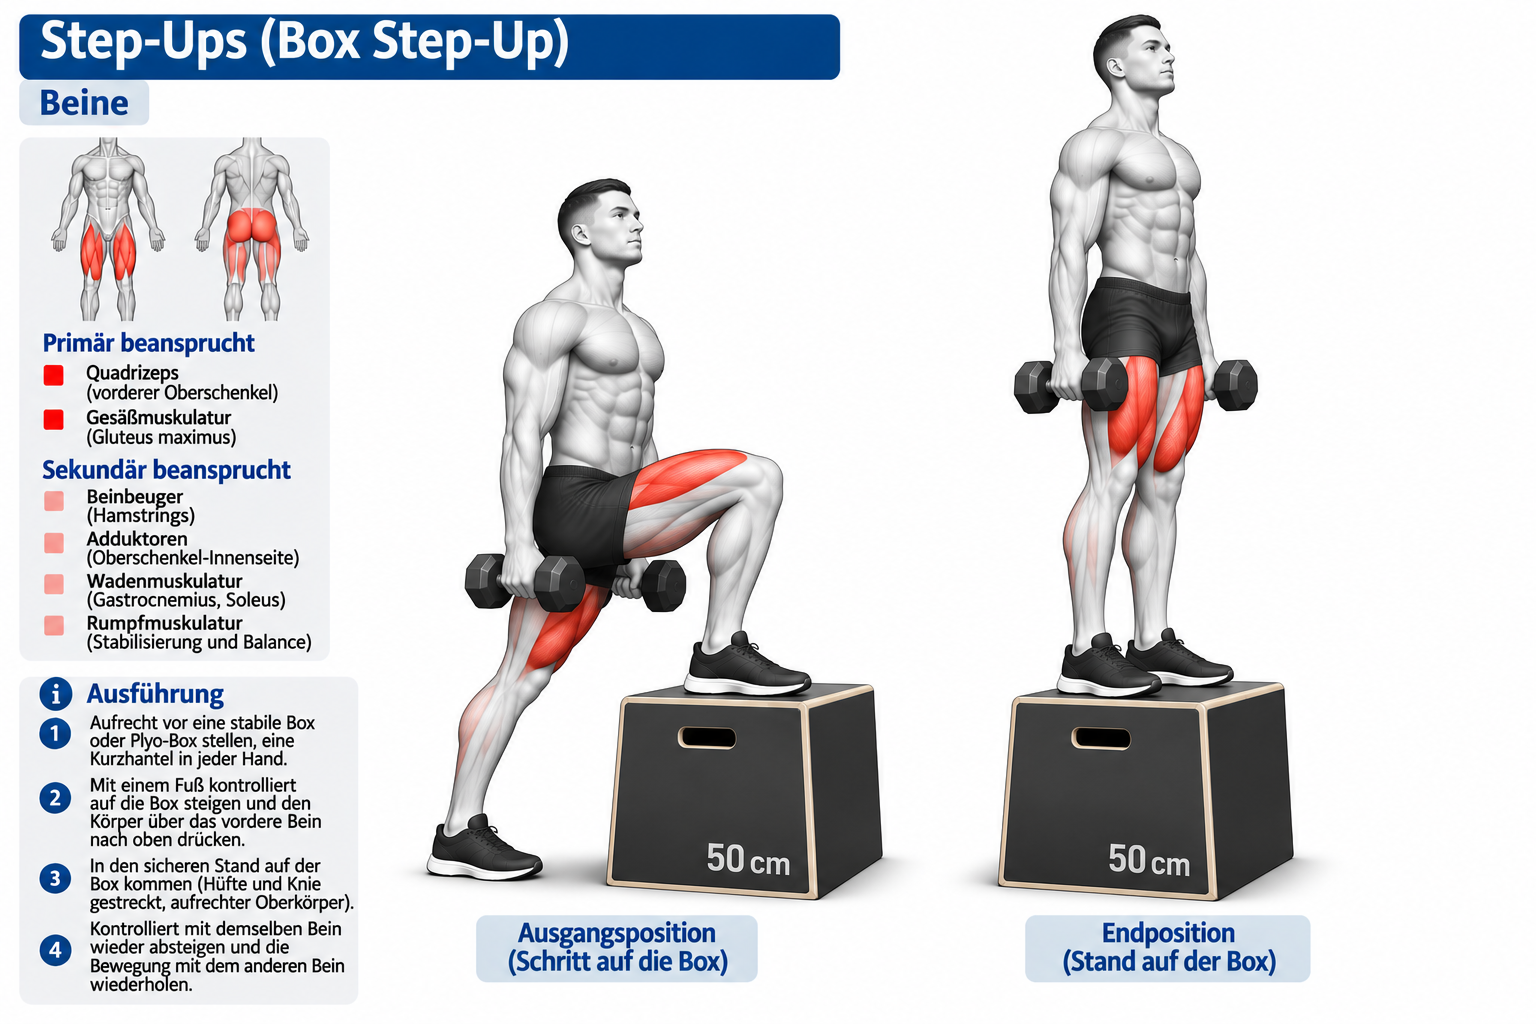 Step-Ups (Box Step-Up)
Beine
Primär beansprucht
Quadrizeps
(vorderer Oberschenkel)
Gesäßmuskulatur
(Gluteus maximus)
Sekundär beansprucht
Beinbeuger
(Hamstrings)
Adduktoren
(Oberschenkel-Innenseite)
Wadenmuskulatur
(Gastrocnemius, Soleus)
Rumpfmuskulatur
(Stabilisierung und Balance)
i Ausführung
1 Aufrecht vor eine stabile Box
oder Plyo-Box stellen, eine
Kurzhantel in jeder Hand.
2 Mit einem Fuß kontrolliert
auf die Box steigen und den
Körper über das vordere Bein
nach oben drücken.
3 In den sicheren Stand auf der
Box kommen (Hüfte und Knie
gestreckt, aufrechter Oberkörper).
4 Kontrolliert mit demselben Bein
wieder absteigen und die
Bewegung mit dem anderen Bein
wiederholen.
50 cm
Ausgangsposition
(Schritt auf die Box)
50 cm
Endposition
(Stand auf der Box)